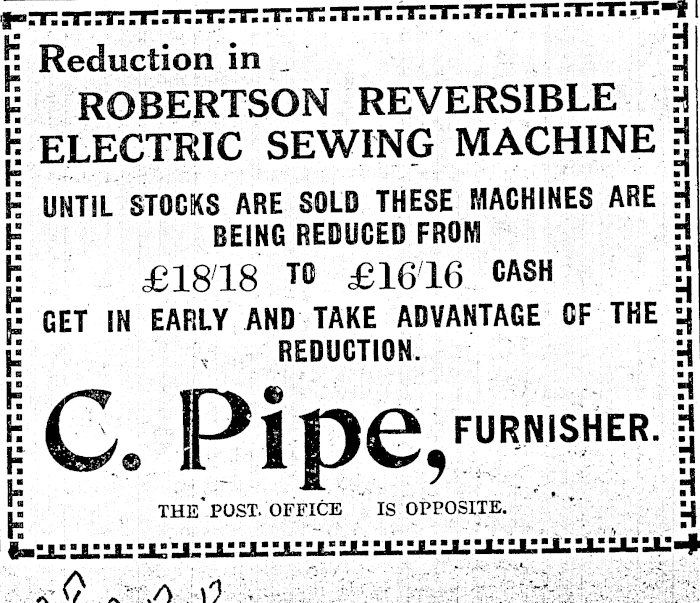 Reduction in
ROBERTSON REVERSIBLE
ELECTRIC SEWING MACHINE
UNTIL STOCKS ARE SOLD THESE MACHINES ARE
BEING REDUCED FROM
£18/18 TO £16/16 CASH
GET IN EARLY AND TAKE ADVANTAGE OF THE
REDUCTION.
C. Pipe, FURNISHER.
THE POST OFFICE IS OPPOSITE.